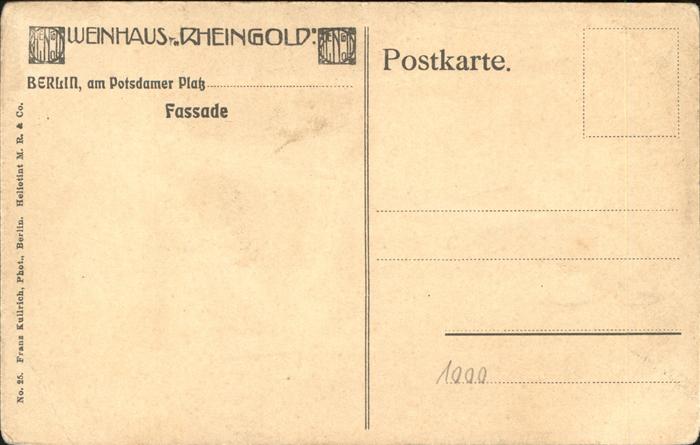 WEINHAUS "RHEINGOLD"
BERLIN, am Potsdamer Platz
Fassade
No. 25. Franz Kullrich, Phot., Berlin. Heliotint M. R. & Co.
Postkarte.
1000